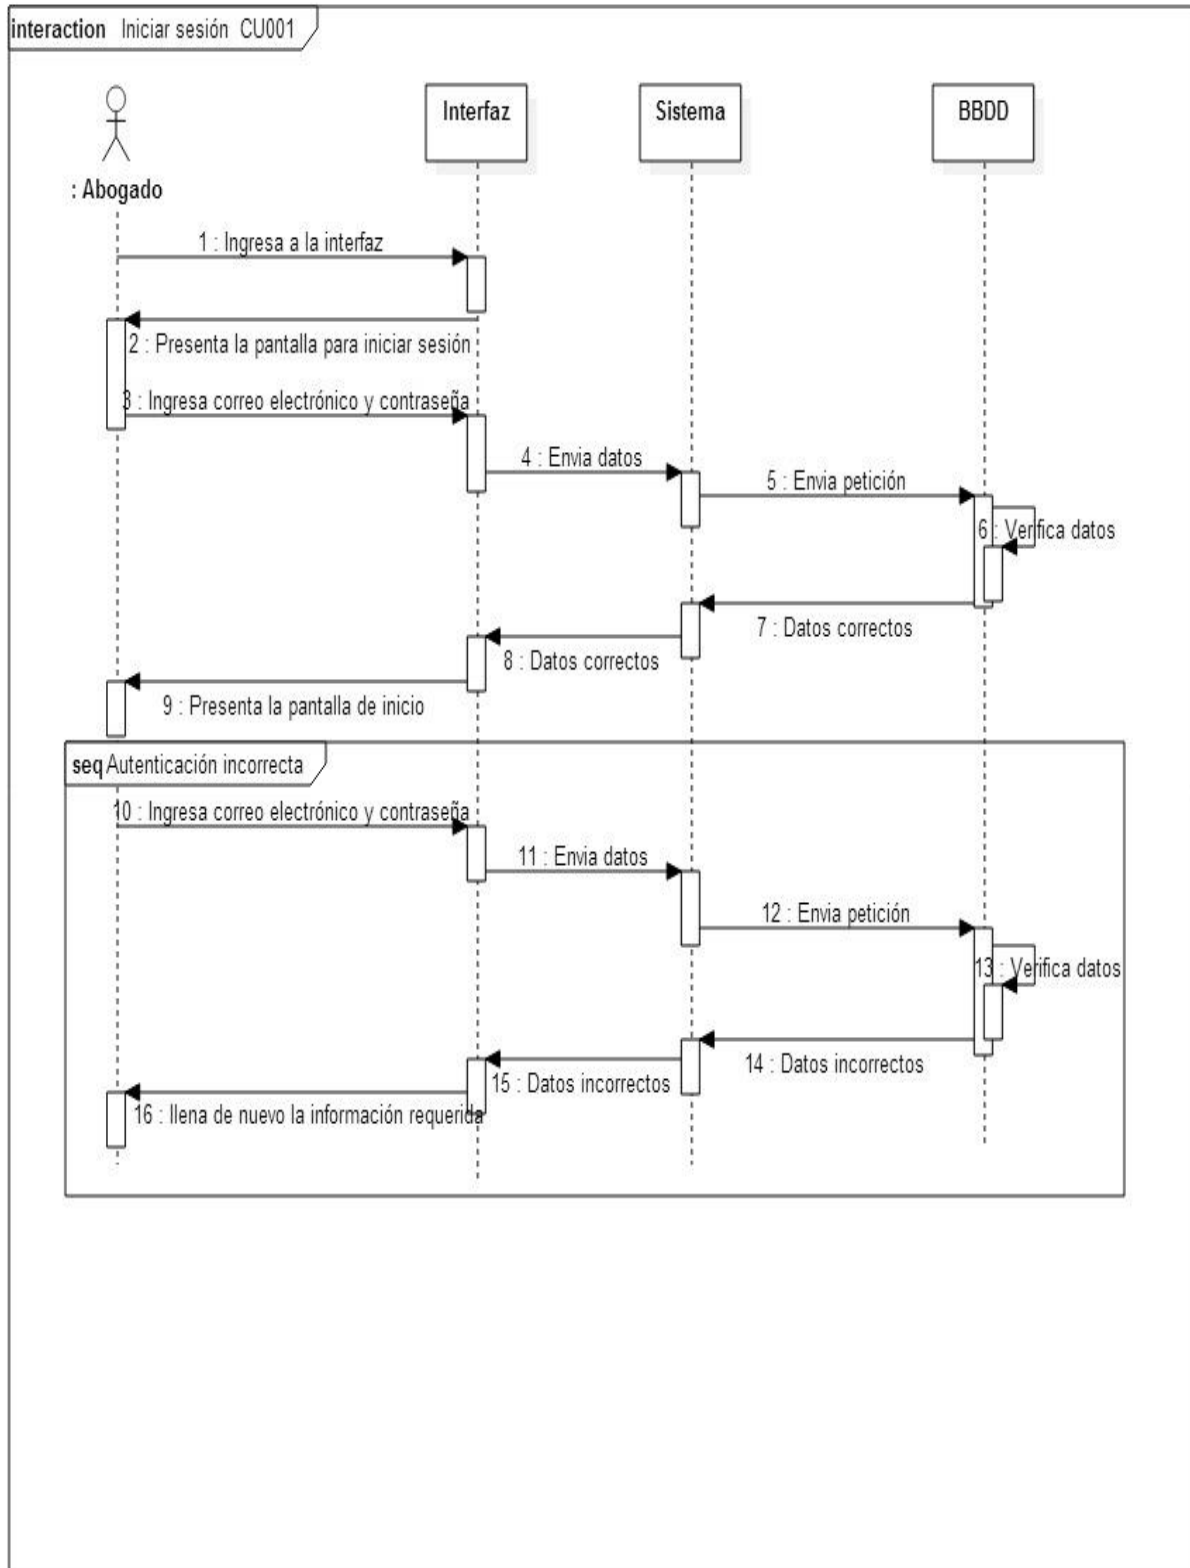 interaction Iniciar sesión CU001
Interfaz
Sistema
BBDD
: Abogado
1 : Ingresa a la interfaz
2 : Presenta la pantalla para iniciar sesión
3 : Ingresa correo electrónico y contraseña
4 : Envia datos
5 : Envia petición
6 : Verifica datos
7 : Datos correctos
8 : Datos correctos
9 : Presenta la pantalla de inicio
seq Autenticación incorrecta
10 : Ingresa correo electrónico y contraseña
11 : Envia datos
12 : Envia petición
13 : Verifica datos
14 : Datos incorrectos
15 : Datos incorrectos
16 : llena de nuevo la información requerida